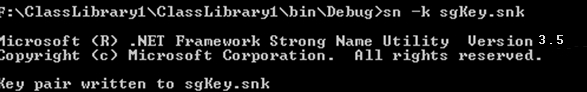 F:\ClassLibrary1\ClassLibrary1\bin\Debug>sn -k sgKey.snk
Microsoft (R) .NET Framework Strong Name Utility Version 3.5
Copyright (c) Microsoft Corporation. All rights reserved.
Key pair written to sgKey.snk